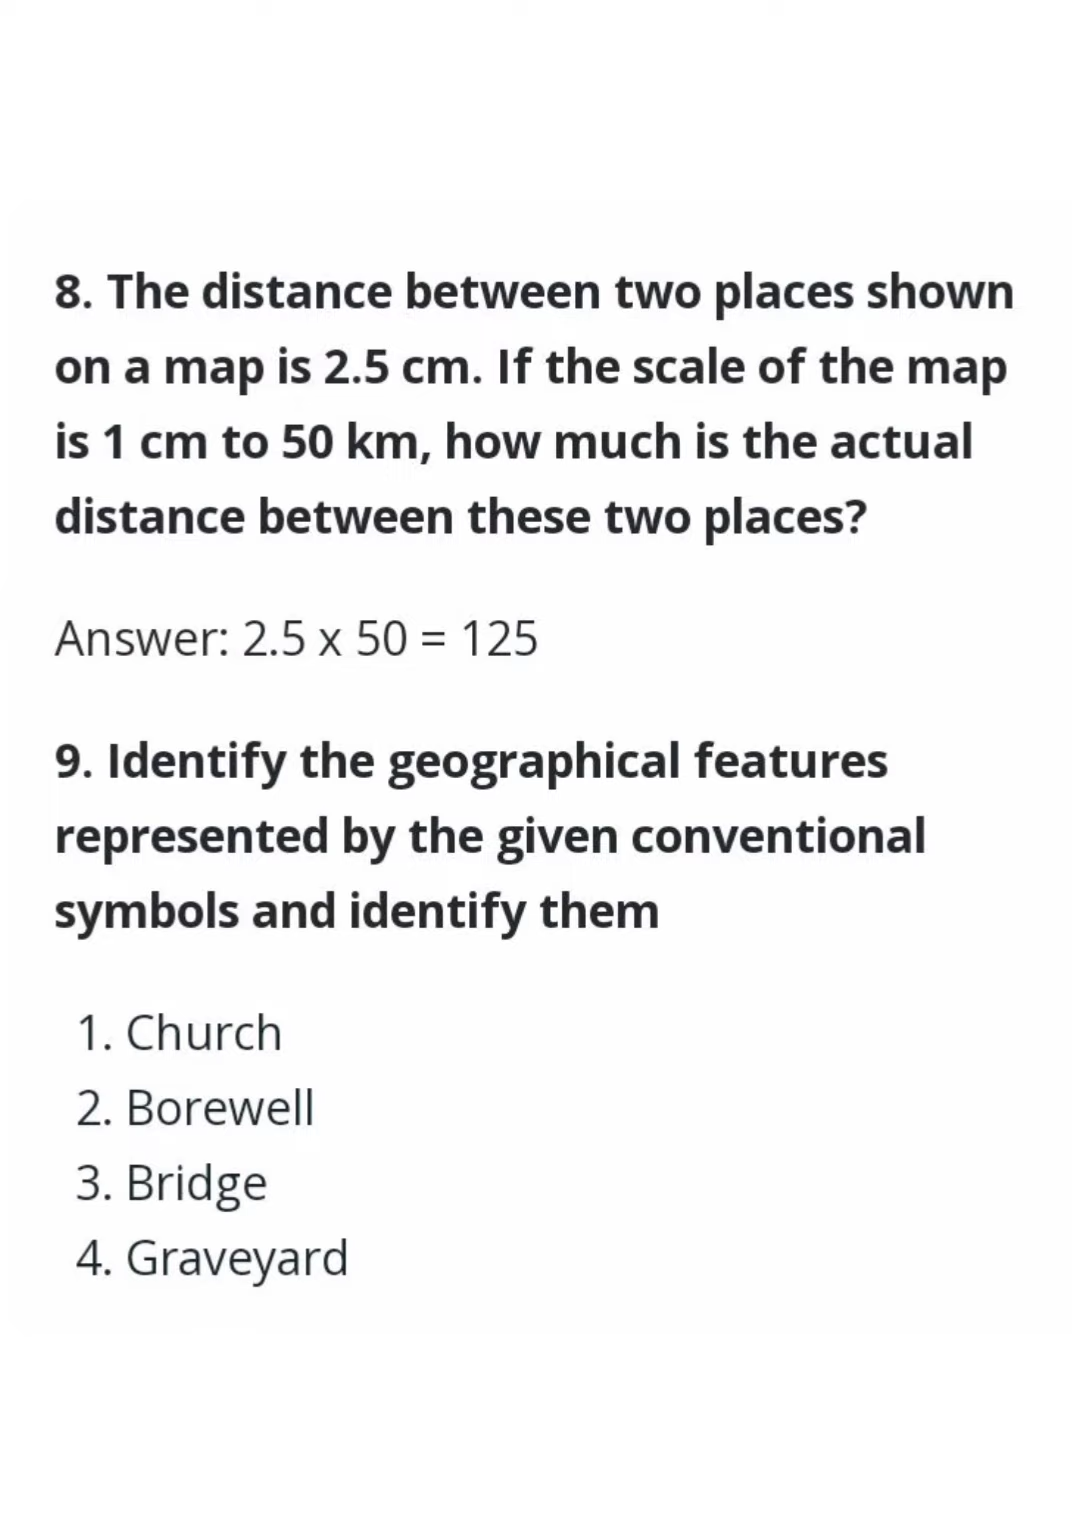 8. The distance between two places shown
on a map is 2.5 cm. If the scale of the map
is 1 cm to 50 km, how much is the actual
distance between these two places?
Answer: 2.5 x 50 = 125
9. Identify the geographical features
represented by the given conventional
symbols and identify them
1. Church
2. Borewell
3. Bridge
4. Graveyard